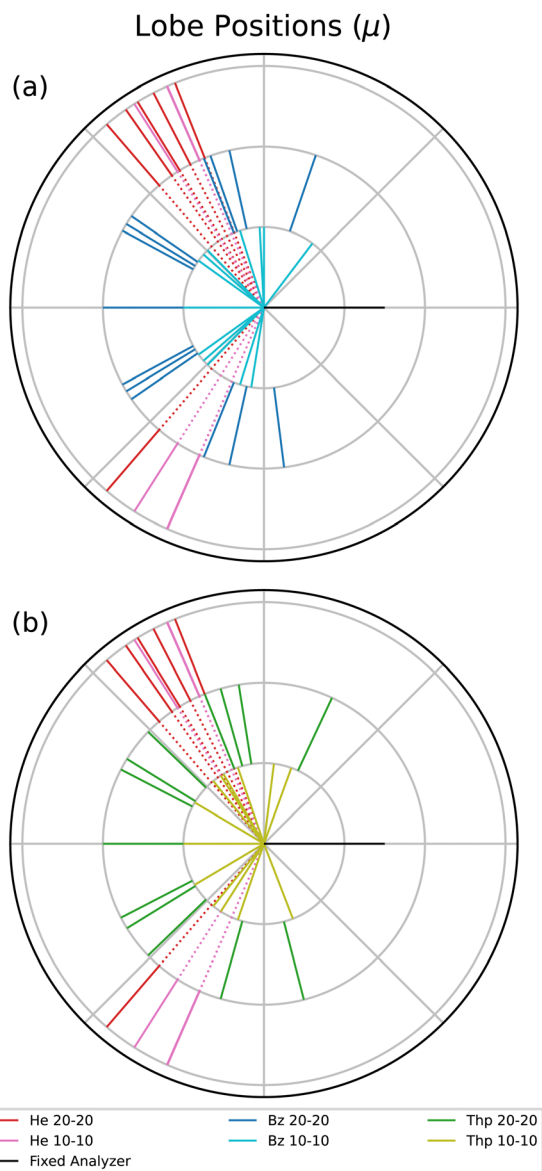 Lobe Positions (μ)
(a)
(b)
He 20-20 Bz 20-20 Thp 20-20
He 10-10 Bz 10-10 Thp 10-10
Fixed Analyzer